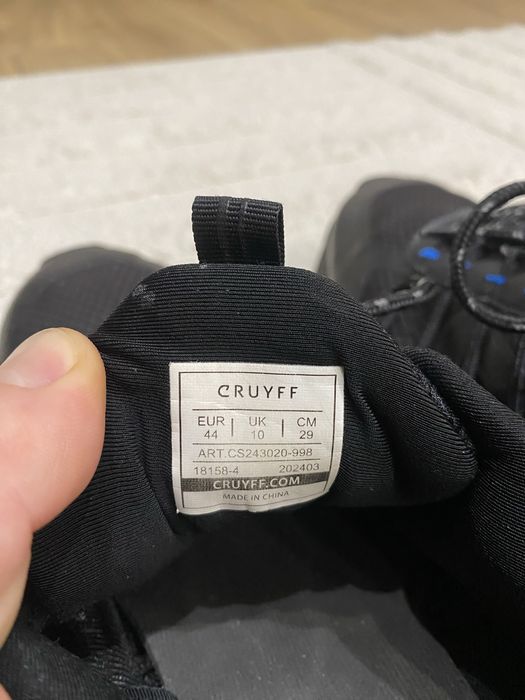 CRUYFF
EUR | UK | CM
44 | 10 | 29
ART.CS243020-998
18158-4 202403
CRUYFF.COM
MADE IN CHINA